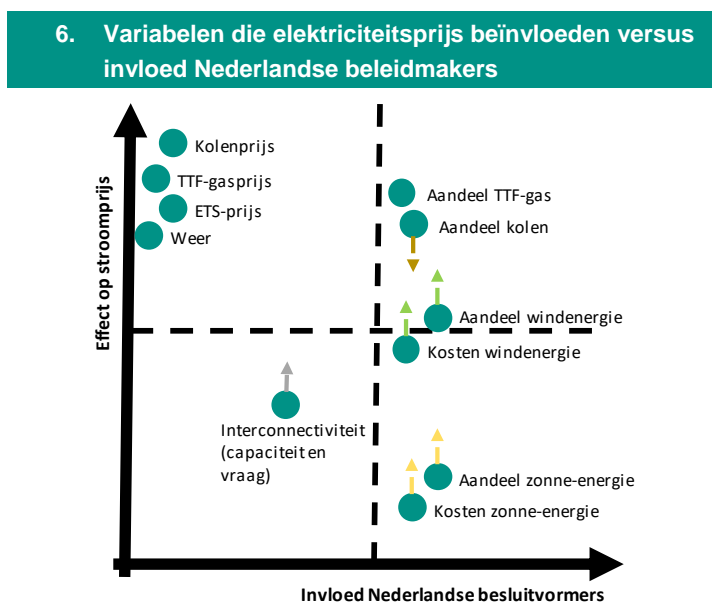 6. Variabelen die elektriciteitsprijs beïnvloeden versus
invloed Nederlandse beleidmakers
Effect op stroomprijs
Kolenprijs
TTF-gasprijs
ETS-prijs
Weer
Aandeel TTF-gas
Aandeel kolen
Aandeel windenergie
Kosten windenergie
Interconnectiviteit
(capaciteit en
vraag)
Aandeel zonne-energie
Kosten zonne-energie
Invloed Nederlandse besluitvormers